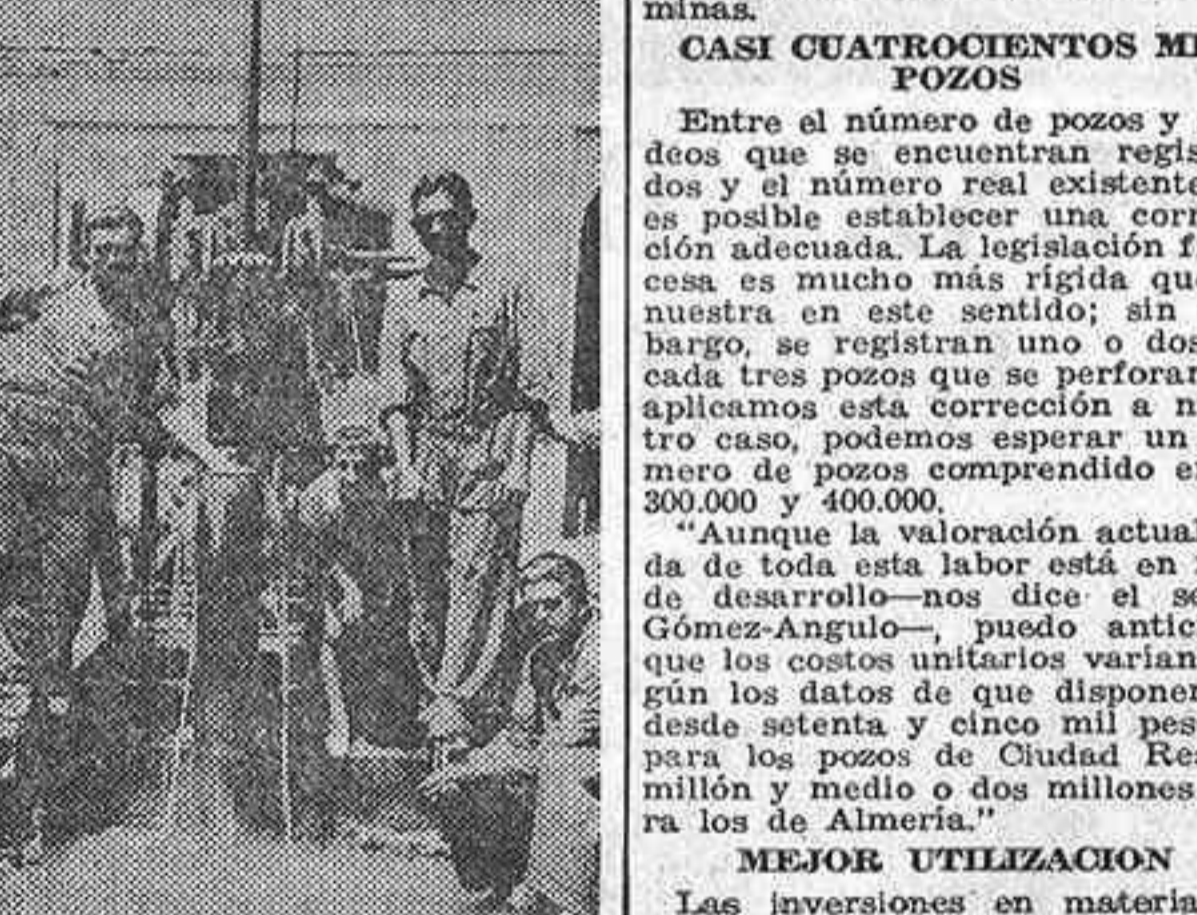 minas.
CASI CUATROCIENTOS MI
POZOS
Entre el número de pozos y
deos que se encuentran regis
dos y el número real existente
es posible establecer una corr
ción adecuada. La legislación f
cesa es mucho más rígida qu
nuestra en este sentido; sin
bargo, se registran uno o dos
cada tres pozos que se perforan
aplicamos esta corrección a n
tro caso, podemos esperar un
mero de pozos comprendido e
300.000 y 400.000.
"Aunque la valoración actua
da de toda esta labor está en
de desarrollo—nos dice el se
Gómez-Angulo—, puedo antic
que los costos unitarios varian
gún los datos de que disponen
desde setenta y cinco mil pes
para los pozos de Ciudad Re
millón y medio o dos millones
ra los de Almería."
MEJOR UTILIZACION
Las inversiones en materia